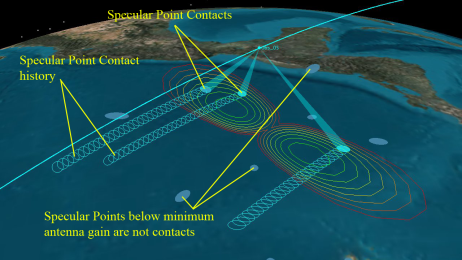 Specular Point Contacts
Specular Point Contact
history
Specular Points below minimum
antenna gain are not contacts